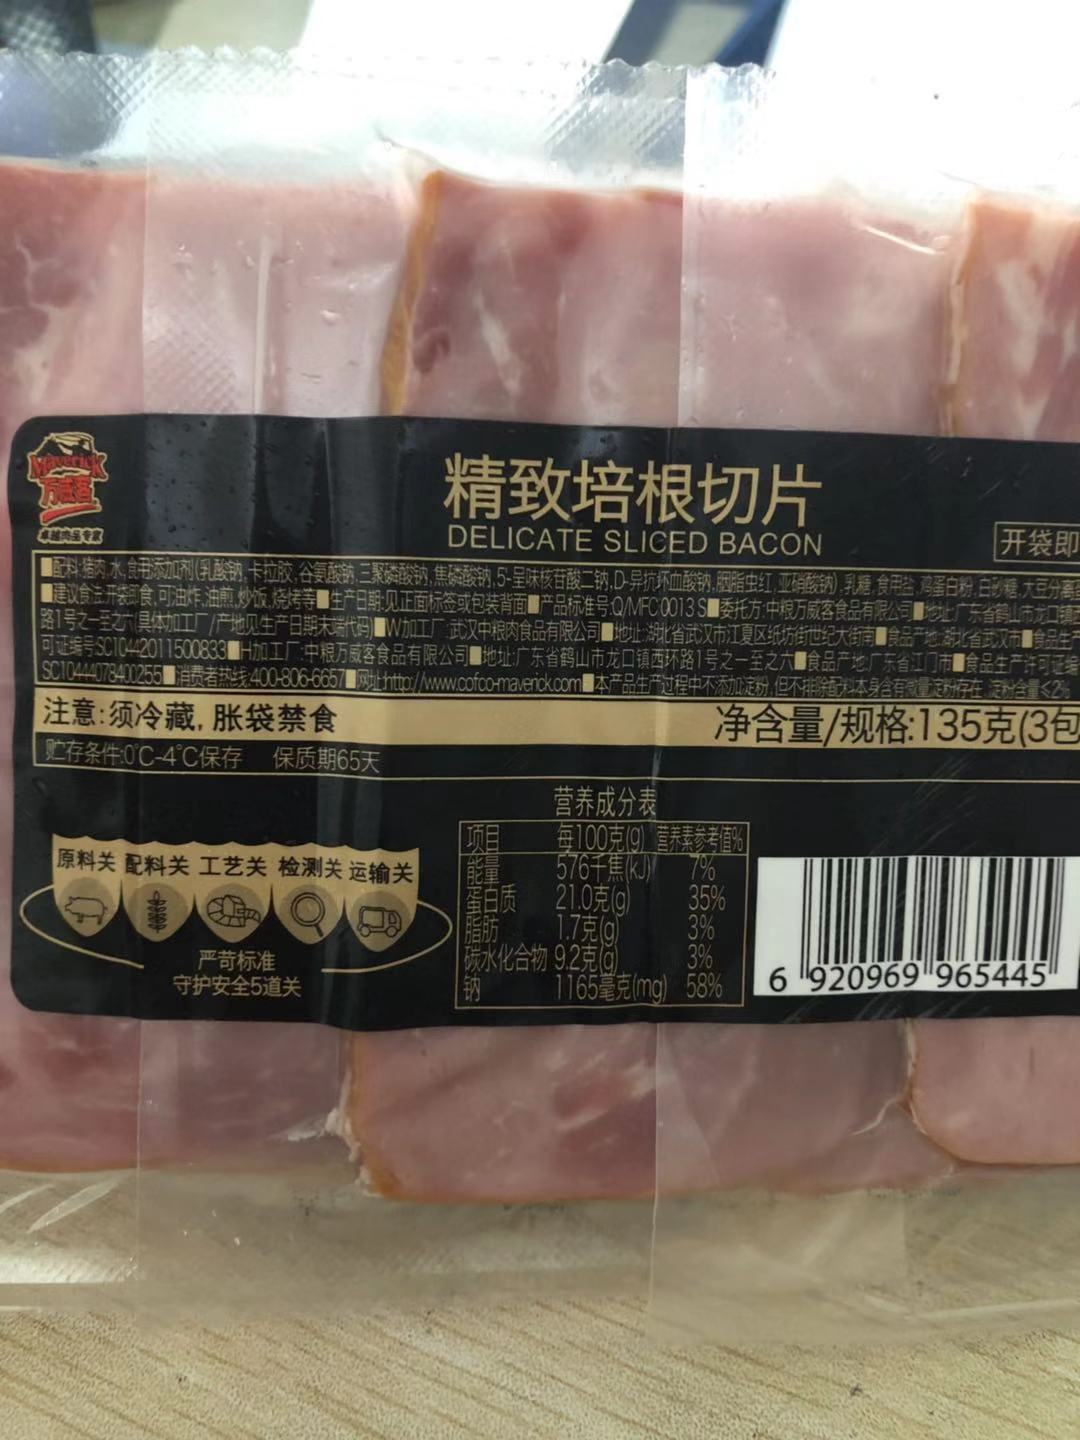 Maverick
万威客
卓越肉品专家
精致培根切片
DELICATE SLICED BACON
开袋即
配料:猪肉,水,食用添加剂(乳酸钠,卡拉胶,谷氨酸钠,三聚磷酸钠,焦磷酸钠,5-呈味核苷酸二钠,D-异抗坏血酸钠,胭脂虫红,亚硝酸钠),乳糖,食用盐,鸡蛋白粉,白砂糖,大豆分离
建议食法:开袋即食,可油炸,油煎,炒饭,烧烤等 生产日期:见正面标签或包装背面 产品标准号:Q/MFC 0013 S 委托方:中粮万威客食品有限公司 地址:广东省鹤山市龙口镇
路1号之一至之六(具体加工厂/产地见生产日期末端代码) W加工厂:武汉中粮肉食品有限公司 地址:湖北省武汉市江夏区纸坊街世纪大街南 食品产地:湖北省武汉市 食品生产
可证编号:SC10442011500833 H加工厂:中粮万威客食品有限公司 地址:广东省鹤山市龙口镇西环路1号之一至之六 食品产地:广东省江门市 食品生产许可证编
SC10444078400255 消费者热线:400-806-6657 网址:http://www.cofco-maverick.com 本产品生产过程中不添加淀粉,但不排除配料本身含有微量淀粉存在,淀粉含量<2%
注意:须冷藏,胀袋禁食
净含量/规格:135克(3包
贮存条件:0℃-4℃保存 保质期65天
营养成分表
项目 每100克(g) 营养素参考值%
能量 576千焦(kJ) 7%
蛋白质 21.0克(g) 35%
脂肪 1.7克(g) 3%
碳水化合物 9.2克(g) 3%
钠 1165毫克(mg) 58%
原料关 配料关 工艺关 检测关 运输关
严苛标准
守护安全5道关
6 920969 965445